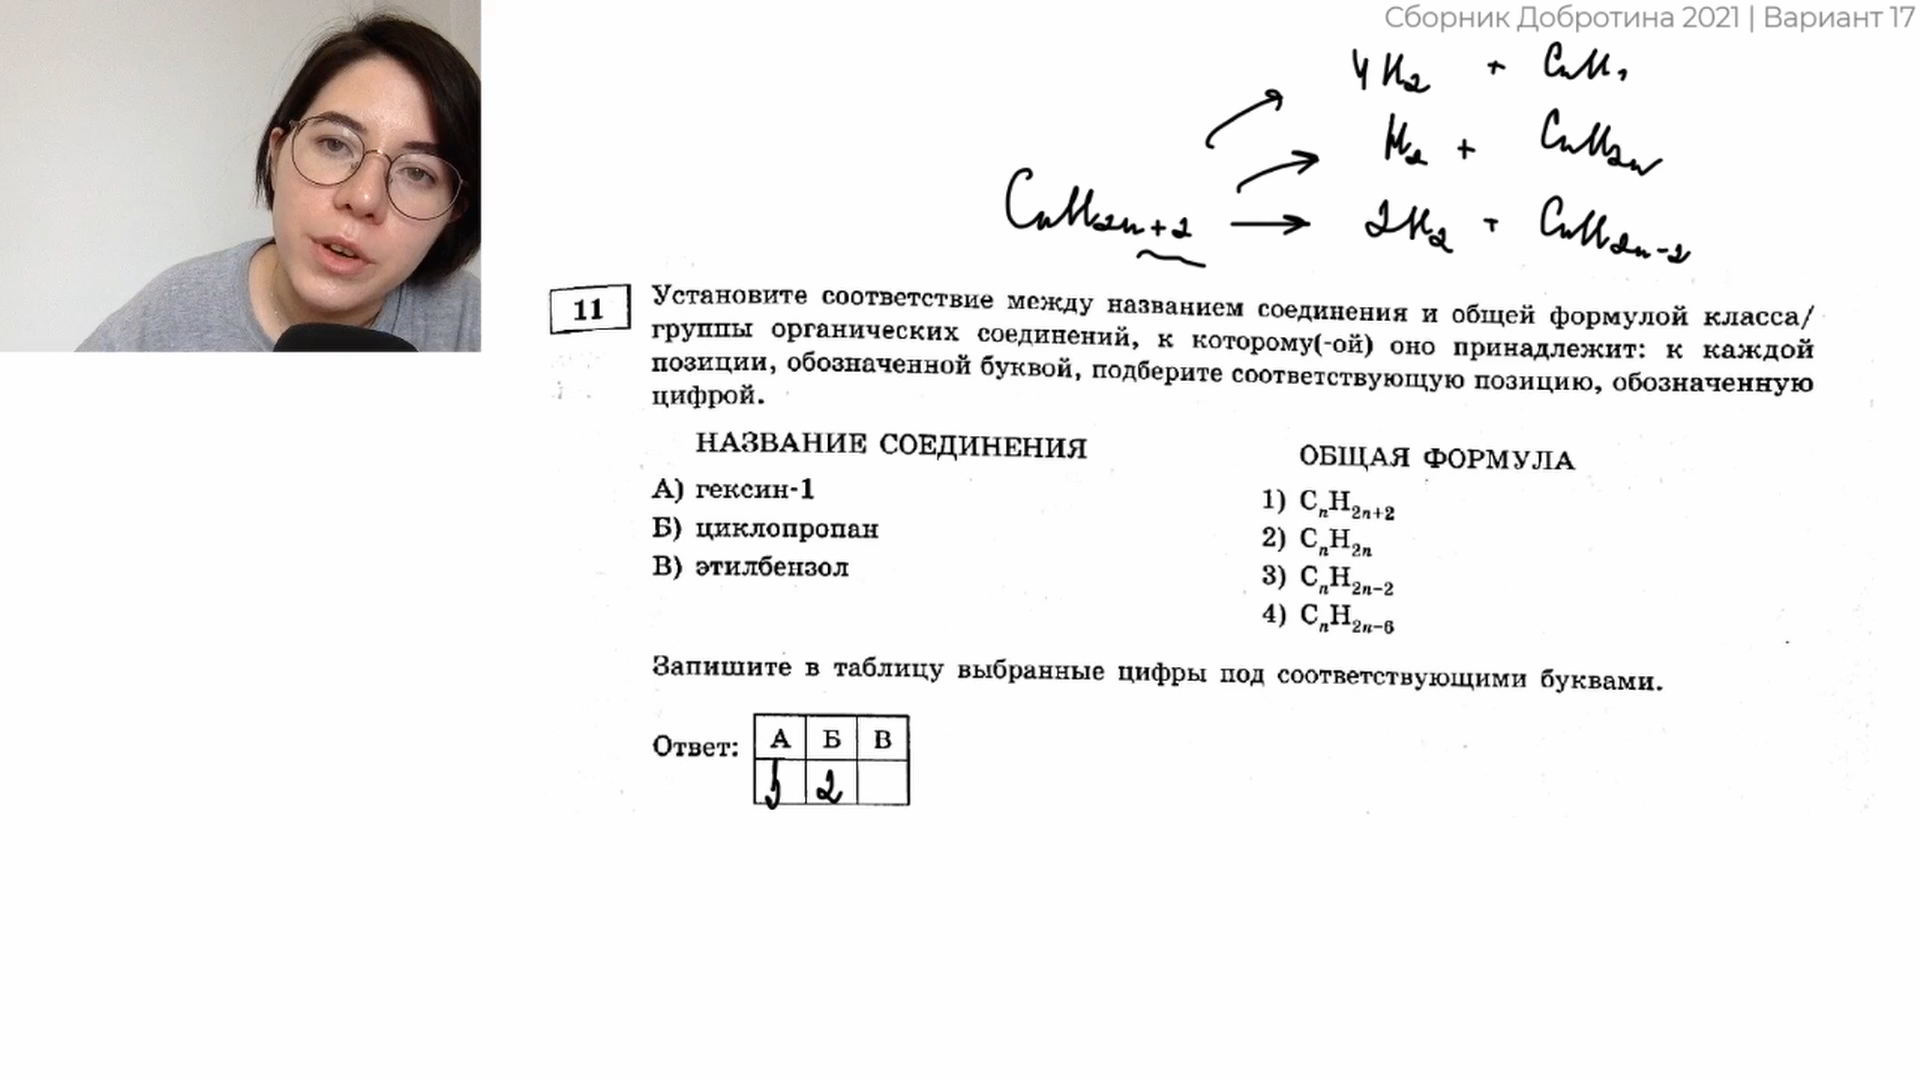 Сборник Добротина 2021 | Вариант 17
4H2 + CnH2
H2 + CnH2n
CnH2n+2 → 2H2 + CnH2n-2
11
Установите соответствие между названием соединения и общей формулой класса/
группы органических соединений, к которому(-ой) оно принадлежит: к каждой
позиции, обозначенной буквой, подберите соответствующую позицию, обозначенную
цифрой.
НАЗВАНИЕ СОЕДИНЕНИЯ
А) гексин-1
Б) циклопропан
В) этилбензол
ОБЩАЯ ФОРМУЛА
1) CnH2n+2
2) CnH2n
3) CnH2n−2
4) CnH2n−6
Запишите в таблицу выбранные цифры под соответствующими буквами.
Ответ:
А Б В
3 2